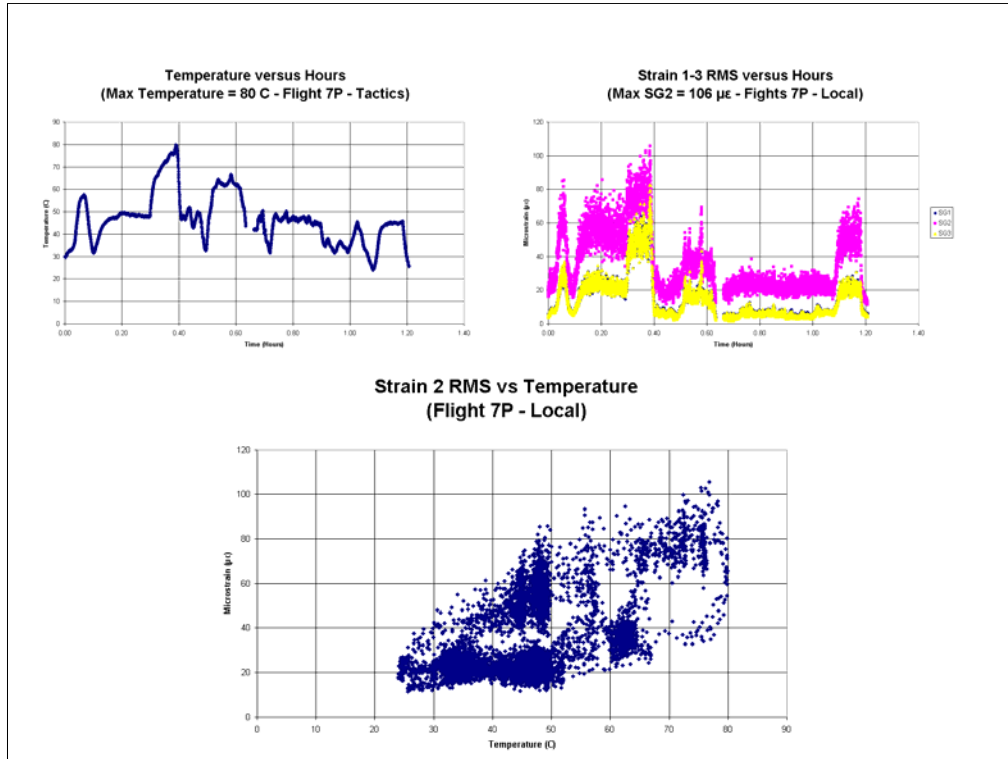 Temperature versus Hours
(Max Temperature = 80 C - Flight 7P - Tactics)
90
80
70
60
50
40
30
20
10
0
Temperature (C)
0.00 0.20 0.40 0.60 0.80 1.00 1.20 1.40
Time (Hours)
Strain 1-3 RMS versus Hours
(Max SG2 = 106 µε - Fights 7P - Local)
120
100
80
60
40
20
0
Microstrain (µε)
0.00 0.20 0.40 0.60 0.80 1.00 1.20 1.40
Time (Hours)
SG1
SG2
SG3
Strain 2 RMS vs Temperature
(Flight 7P - Local)
120
100
80
60
40
20
0
Microstrain (µε)
0 10 20 30 40 50 60 70 80 90
Temperature (C)